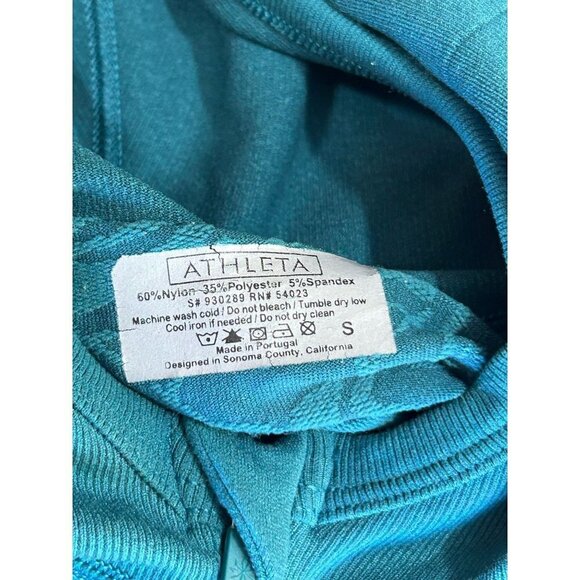 ATHLETA
60%Nylon 35%Polyester 5%Spandex
S# 930289 RN# 54023
Machine wash cold / Do not bleach / Tumble dry low
Cool iron if needed / Do not dry clean
S
Made in Portugal
Designed in Sonoma County, California